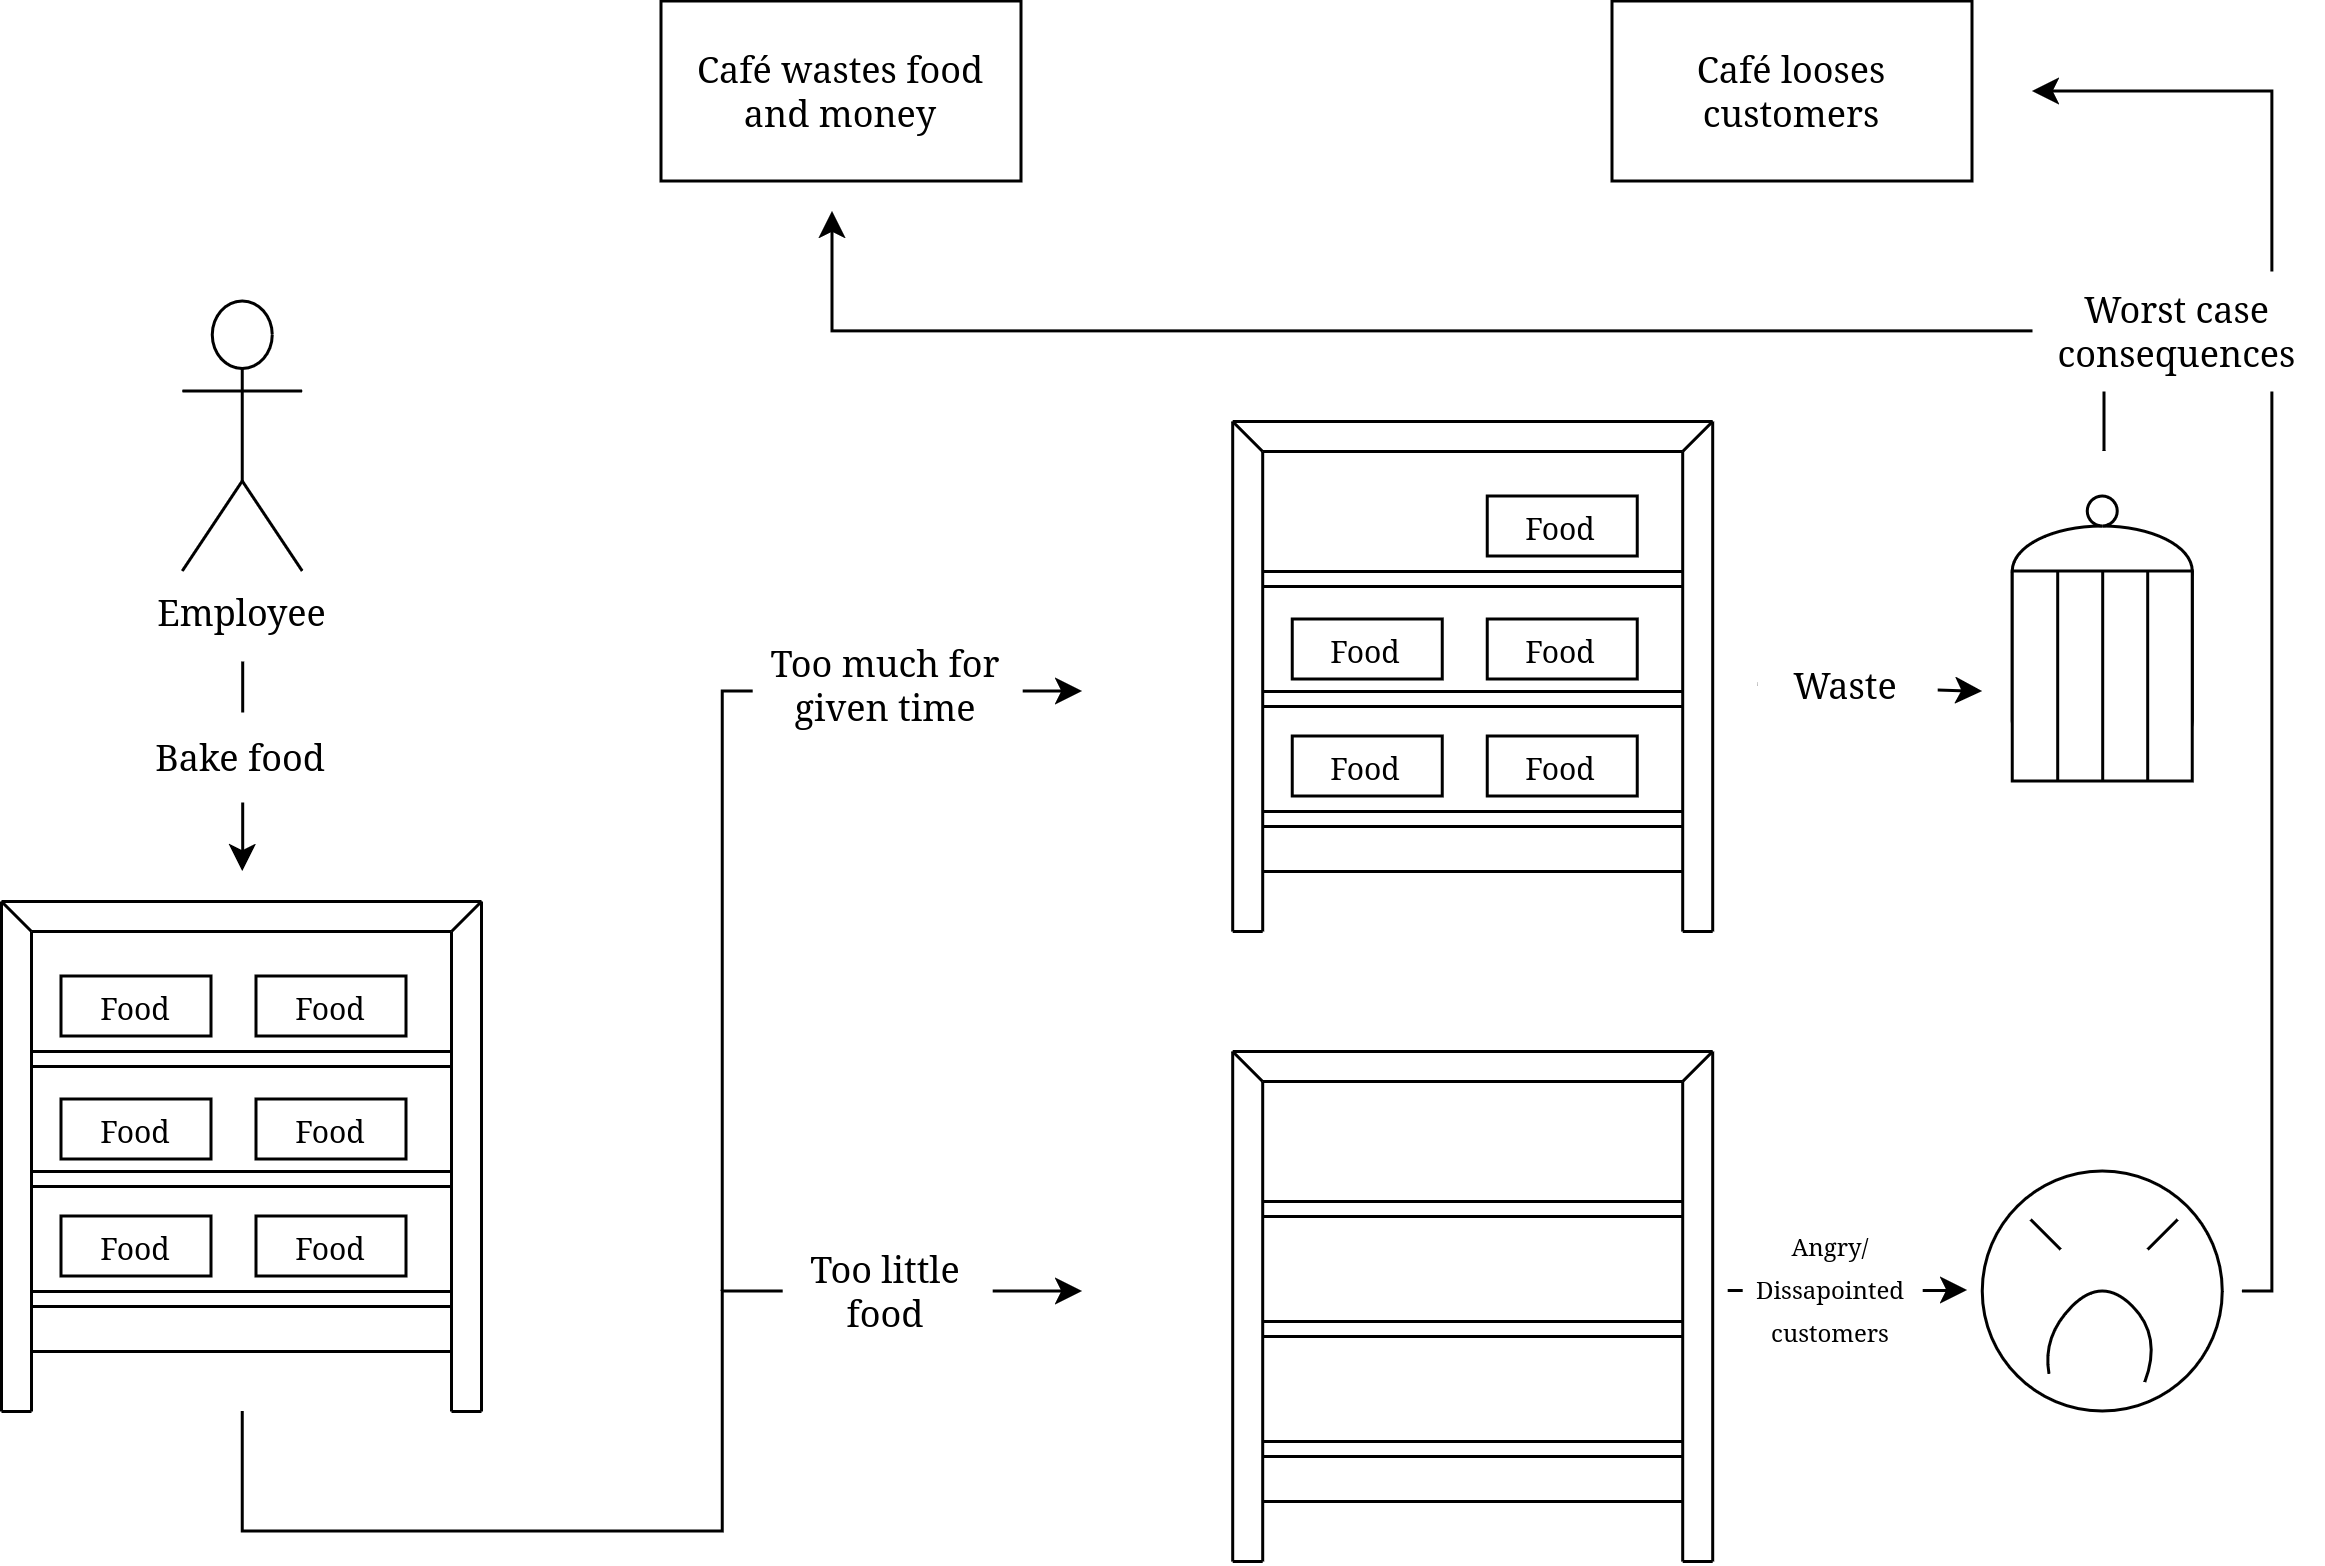 Café wastes food
and money
Café looses
customers
Worst case
consequences
Employee
Bake food
Too much for
given time
Food
Food
Food
Food
Food
Waste
Food
Food
Food
Food
Food
Food
Too little
food
Angry/
Dissapointed
customers